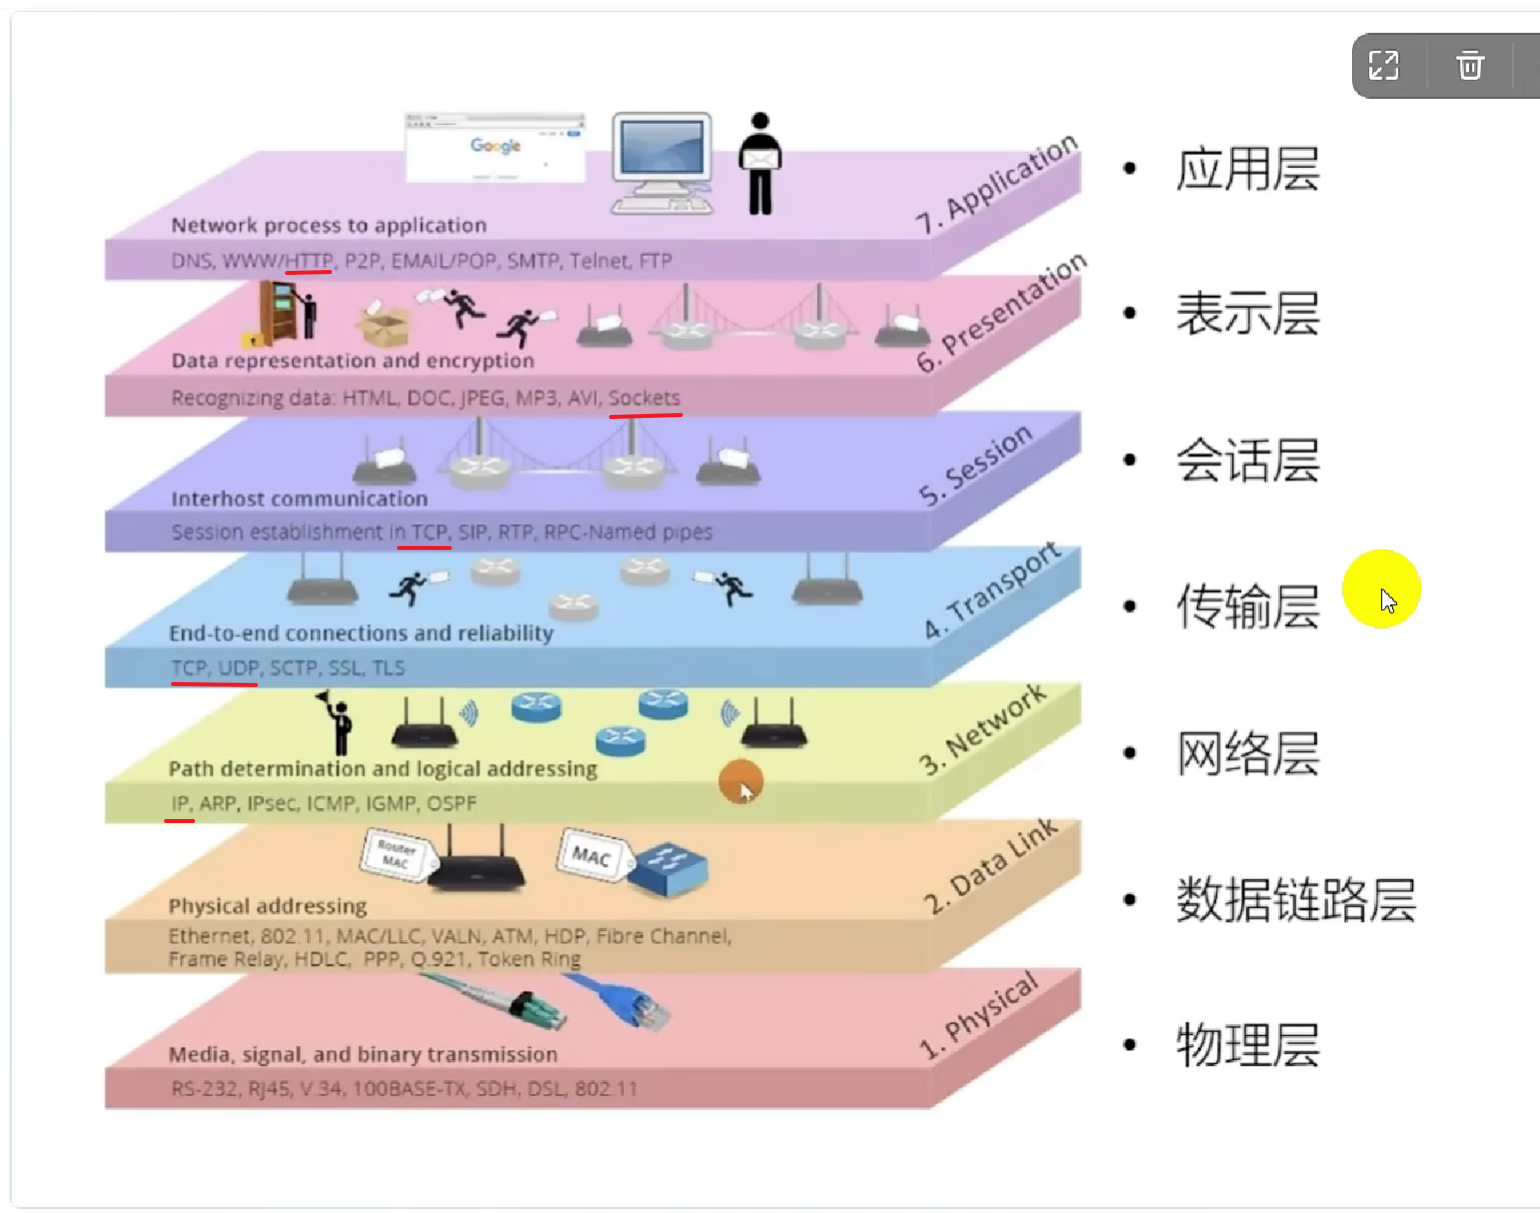 Google
7. Application
Network process to application
DNS, WWW/HTTP, P2P, EMAIL/POP, SMTP, Telnet, FTP
• 应用层
6. Presentation
Data representation and encryption
Recognizing data: HTML, DOC, JPEG, MP3, AVI, Sockets
• 表示层
5. Session
Interhost communication
Session establishment in TCP, SIP, RTP, RPC-Named pipes
• 会话层
4. Transport
End-to-end connections and reliability
TCP, UDP, SCTP, SSL, TLS
• 传输层
3. Network
Path determination and logical addressing
IP, ARP, IPsec, ICMP, IGMP, OSPF
• 网络层
Router
MAC
MAC
2. Data Link
Physical addressing
Ethernet, 802.11, MAC/LLC, VALN, ATM, HDP, Fibre Channel,
Frame Relay, HDLC, PPP, Q.921, Token Ring
• 数据链路层
1. Physical
Media, signal, and binary transmission
RS-232, RJ45, V.34, 100BASE-TX, SDH, DSL, 802.11
• 物理层